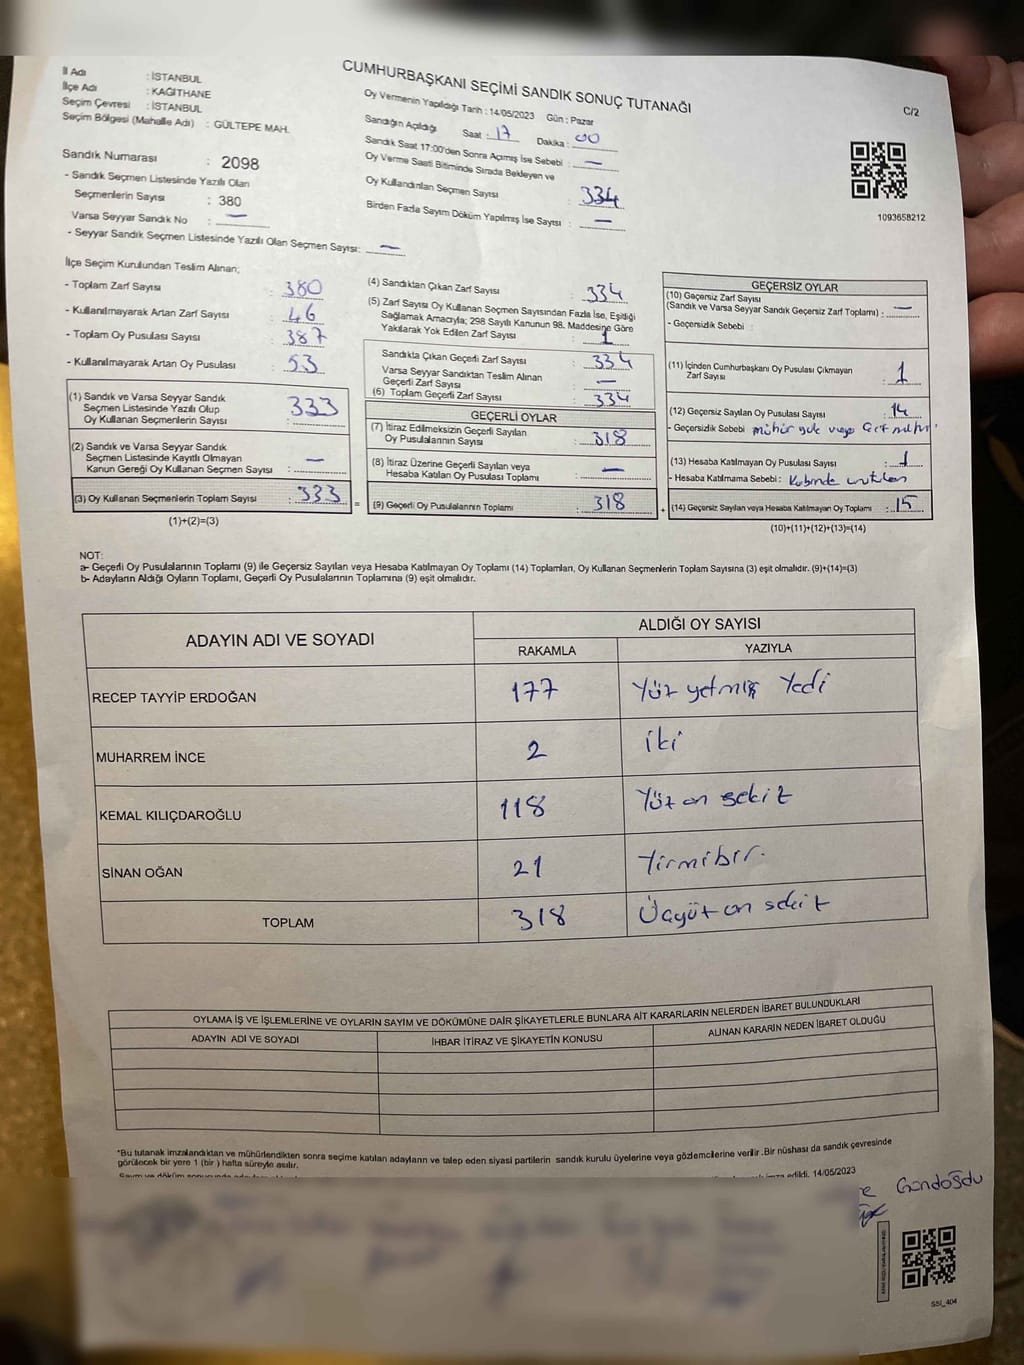 CUMHURBAŞKANI SEÇİMİ SANDIK SONUÇ TUTANAĞI
C/2
İl Adı : İSTANBUL
İlçe Adı : KAĞITHANE
Seçim Çevresi : İSTANBUL
Seçim Bölgesi (Mahalle Adı) : GÜLTEPE MAH.
Sandık Numarası : 2098
- Sandık Seçmen Listesinde Yazılı Olan
Seçmenlerin Sayısı : 380
Varsa Seyyar Sandık No : —
- Seyyar Sandık Seçmen Listesinde Yazılı Olan Seçmen Sayısı: —
Oy Vermenin Yapıldığı Tarih : 14/05/2023 Gün : Pazar
Sandığın Açıldığı Saat : 17 Dakika : 00
Sandık Saat 17:00'den Sonra Açımış İse Sebebi : —
Oy Verme Saati Bitiminde Sırada Bekleyen ve
Oy Kullandırılan Seçmen Sayısı : 334
Birden Fazla Sayım Döküm Yapılmış İse Sayısı : —
1093658212
İlçe Seçim Kurulundan Teslim Alınan;
- Toplam Zarf Sayısı : 380
- Kullanılmayarak Artan Zarf Sayısı : 46
- Toplam Oy Pusulası Sayısı : 387
- Kullanılmayarak Artan Oy Pusulası : 53
(1) Sandık ve Varsa Seyyar Sandık
Seçmen Listesinde Yazılı Olup
Oy Kullanan Seçmenlerin Sayısı : 333
(2) Sandık ve Varsa Seyyar Sandık
Seçmen Listesinde Kayıtlı Olmayan
Kanun Gereği Oy Kullanan Seçmen Sayısı : —
(3) Oy Kullanan Seçmenlerin Toplam Sayısı : 333 =
(1)+(2)=(3)
(4) Sandıktan Çıkan Zarf Sayısı : 334
(5) Zarf Sayısı Oy Kullanan Seçmen Sayısından Fazla İse, Eşitliği
Sağlamak Amacıyla; 298 Sayılı Kanunun 98. Maddesine Göre
Yakılarak Yok Edilen Zarf Sayısı : 1
Sandıkta Çıkan Geçerli Zarf Sayısı : 334
Varsa Seyyar Sandıktan Teslim Alınan
Geçerli Zarf Sayısı : —
(6) Toplam Geçerli Zarf Sayısı : 334
GEÇERLİ OYLAR
(7) İtiraz Edilmeksizin Geçerli Sayılan
Oy Pusulalarının Sayısı : 318
(8) İtiraz Üzerine Geçerli Sayılan veya
Hesaba Katılan Oy Pusulası Toplamı : —
(9) Geçerli Oy Pusulalarının Toplamı : 318 +
GEÇERSİZ OYLAR
(10) Geçersiz Zarf Sayısı
(Sandık ve Varsa Seyyar Sandık Geçersiz Zarf Toplamı) : —
- Geçersizlik Sebebi :
(11) İçinden Cumhurbaşkanı Oy Pusulası Çıkmayan
Zarf Sayısı : 1
(12) Geçersiz Sayılan Oy Pusulası Sayısı : 14
- Geçersizlik Sebebi : mühür yok veya çift mühür
(13) Hesaba Katılmayan Oy Pusulası Sayısı : 1
- Hesaba Katılmama Sebebi : Kabinde unutulan
(14) Geçersiz Sayılan veya Hesaba Katılmayan Oy Toplamı : 15
(10)+(11)+(12)+(13)=(14)
NOT:
a- Geçerli Oy Pusulalarının Toplamı (9) ile Geçersiz Sayılan veya Hesaba Katılmayan Oy Toplamı (14) Toplamları, Oy Kullanan Seçmenlerin Toplam Sayısına (3) eşit olmalıdır. (9)+(14)=(3)
b- Adayların Aldığı Oyların Toplamı, Geçerli Oy Pusulalarının Toplamına (9) eşit olmalıdır.
ADAYIN ADI VE SOYADI
ALDIĞI OY SAYISI
RAKAMLA YAZIYLA
RECEP TAYYİP ERDOĞAN 177 Yüz yetmiş Yedi
MUHARREM İNCE 2 iki
KEMAL KILIÇDAROĞLU 118 Yüz on sekiz
SİNAN OĞAN 21 Yirmibir.
TOPLAM 318 Üçyüz on sekiz
OYLAMA İŞ VE İŞLEMLERİNE VE OYLARIN SAYIM VE DÖKÜMÜNE DAİR ŞİKAYETLERLE BUNLARA AİT KARARLARIN NELERDEN İBARET BULUNDUKLARI
ADAYIN ADI VE SOYADI İHBAR İTİRAZ VE ŞİKAYETİN KONUSU ALINAN KARARIN NEDEN İBARET OLDUĞU
*Bu tutanak imzalandıktan ve mühürlendikten sonra seçime katılan adayların ve talep eden siyasi partilerin sandık kurulu üyelerine veya gözlemcilerine verilir .Bir nüshası da sandık çevresinde
görülecek bir yere 1 (bir ) hafta süreyle asılır.
edildi. 14/05/2023
Gündoğdu
SSİ_404